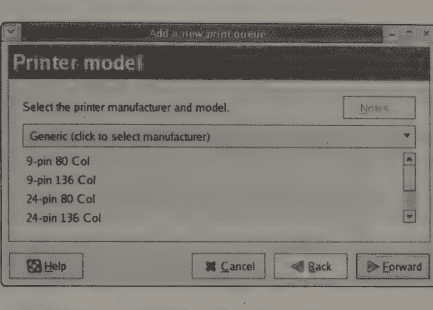 Add a new print queue
Printer model
Select the printer manufacturer and model.
Notes...
Generic (click to select manufacturer)
9-pin 80 Col
9-pin 136 Col
24-pin 80 Col
24-pin 136 Col
Help
Cancel
Back
Forward